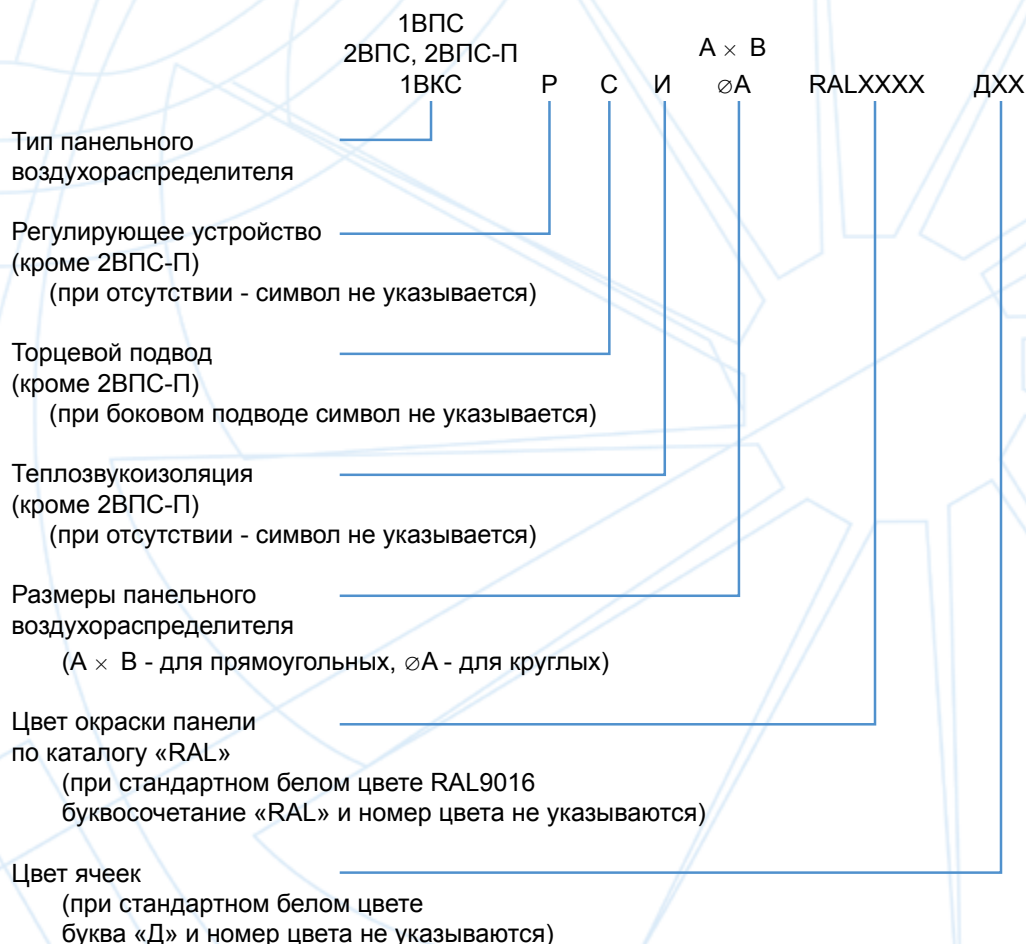 1ВПС
2ВПС, 2ВПС-П А × В
1ВКС Р С И ∅А RALXXXX ДХХ
Тип панельного
воздухораспределителя
Регулирующее устройство
(кроме 2ВПС-П)
(при отсутствии - символ не указывается)
Торцевой подвод
(кроме 2ВПС-П)
(при боковом подводе символ не указывается)
Теплозвукоизоляция
(кроме 2ВПС-П)
(при отсутствии - символ не указывается)
Размеры панельного
воздухораспределителя
(А × В - для прямоугольных, ∅А - для круглых)
Цвет окраски панели
по каталогу «RAL»
(при стандартном белом цвете RAL9016
буквосочетание «RAL» и номер цвета не указываются)
Цвет ячеек
(при стандартном белом цвете
буква «Д» и номер цвета не указываются)